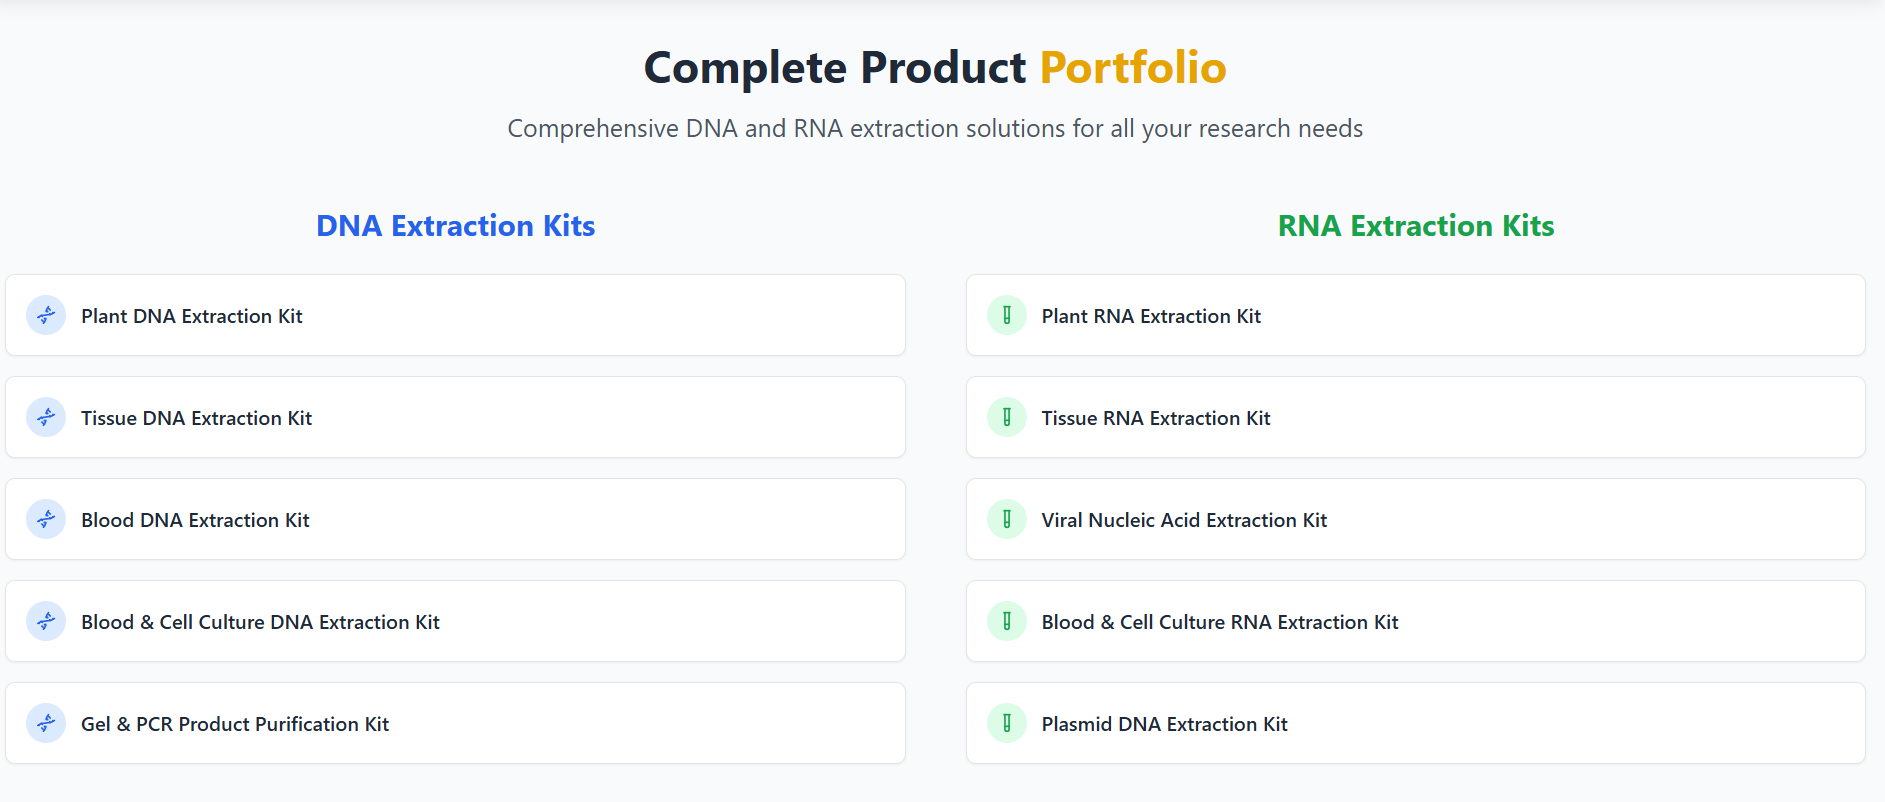 Complete Product Portfolio
Comprehensive DNA and RNA extraction solutions for all your research needs
DNA Extraction Kits
Plant DNA Extraction Kit
Tissue DNA Extraction Kit
Blood DNA Extraction Kit
Blood & Cell Culture DNA Extraction Kit
Gel & PCR Product Purification Kit
RNA Extraction Kits
Plant RNA Extraction Kit
Tissue RNA Extraction Kit
Viral Nucleic Acid Extraction Kit
Blood & Cell Culture RNA Extraction Kit
Plasmid DNA Extraction Kit